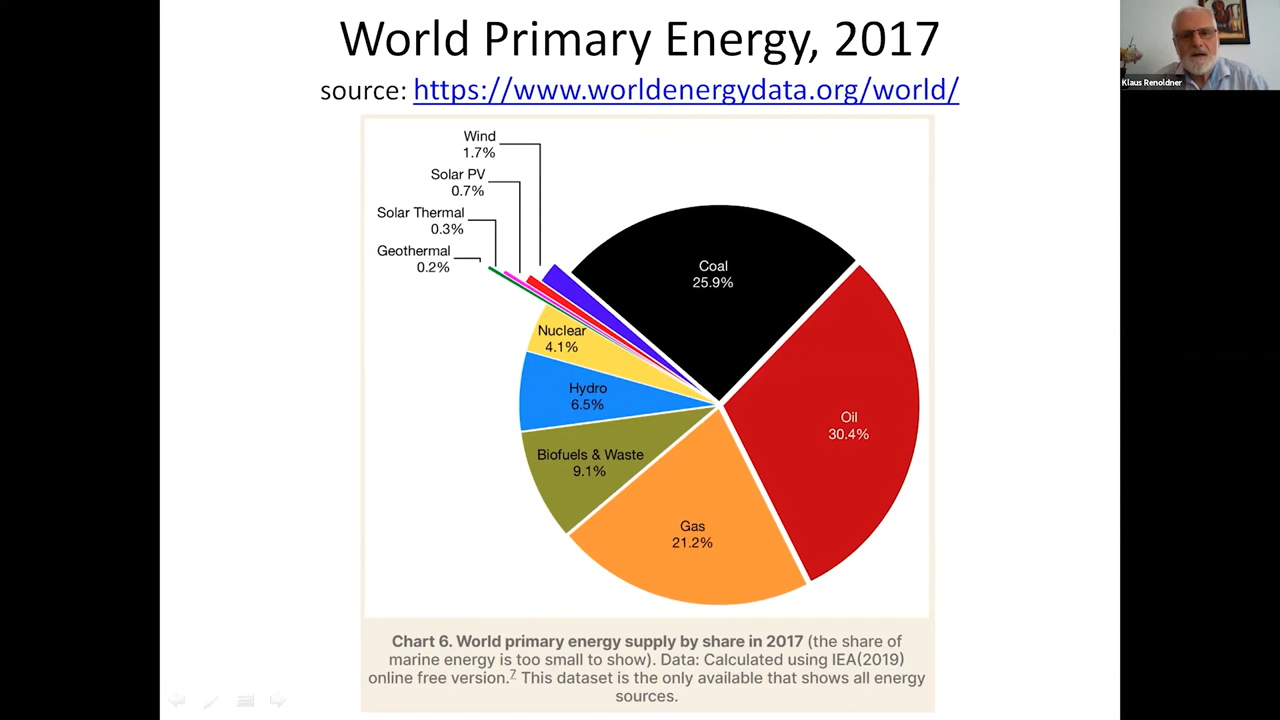 World Primary Energy, 2017
source: https://www.worldenergydata.org/world/
Klaus Renoldner
Wind
1.7%
Solar PV
0.7%
Solar Thermal
0.3%
Geothermal
0.2%
Coal
25.9%
Nuclear
4.1%
Hydro
6.5%
Oil
30.4%
Biofuels & Waste
9.1%
Gas
21.2%
Chart 6. World primary energy supply by share in 2017 (the share of
marine energy is too small to show). Data: Calculated using IEA(2019)
online free version.7 This dataset is the only available that shows all energy
sources.